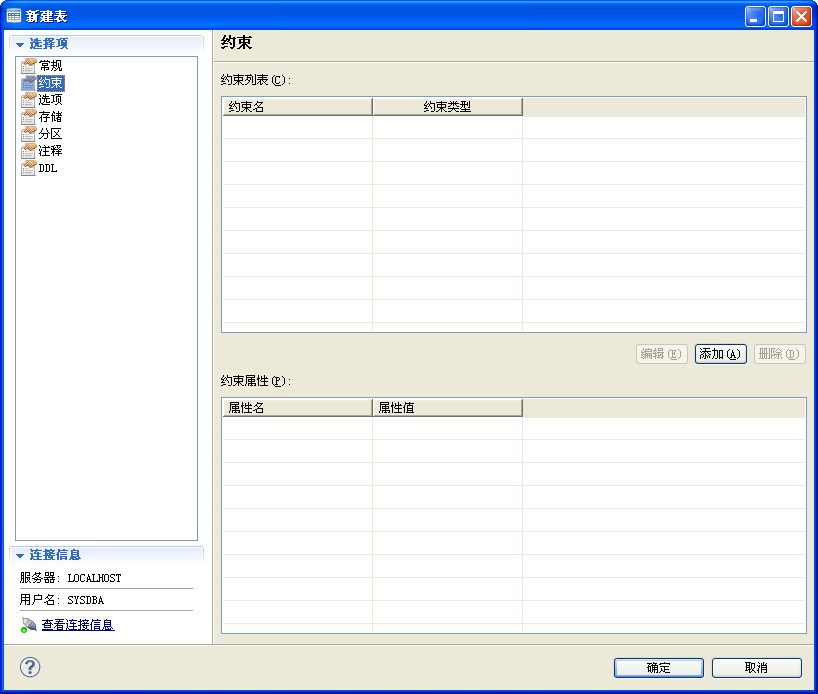 新建表
选择项
常规
约束
选项
存储
分区
注释
DDL
连接信息
服务器: LOCALHOST
用户名: SYSDBA
查看连接信息
约束
约束列表(C):
约束名 约束类型
编辑(E) 添加(A) 删除(D)
约束属性(P):
属性名 属性值
?
确定 取消